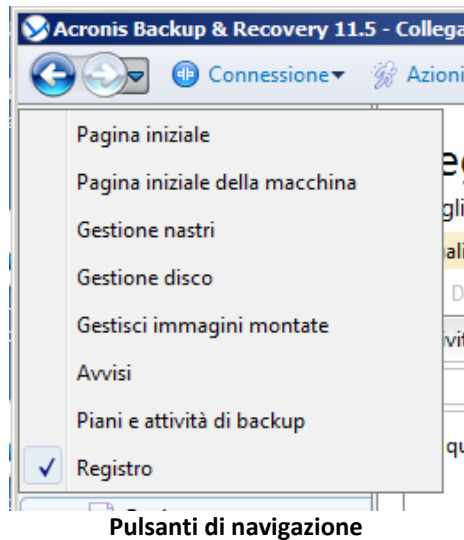 Acronis Backup & Recovery 11.5 - Collega
Connessione Azioni
Pagina iniziale
Pagina iniziale della macchina
Gestione nastri
Gestione disco
Gestisci immagini montate
Avvisi
Piani e attività di backup
Registro
Pulsanti di navigazione